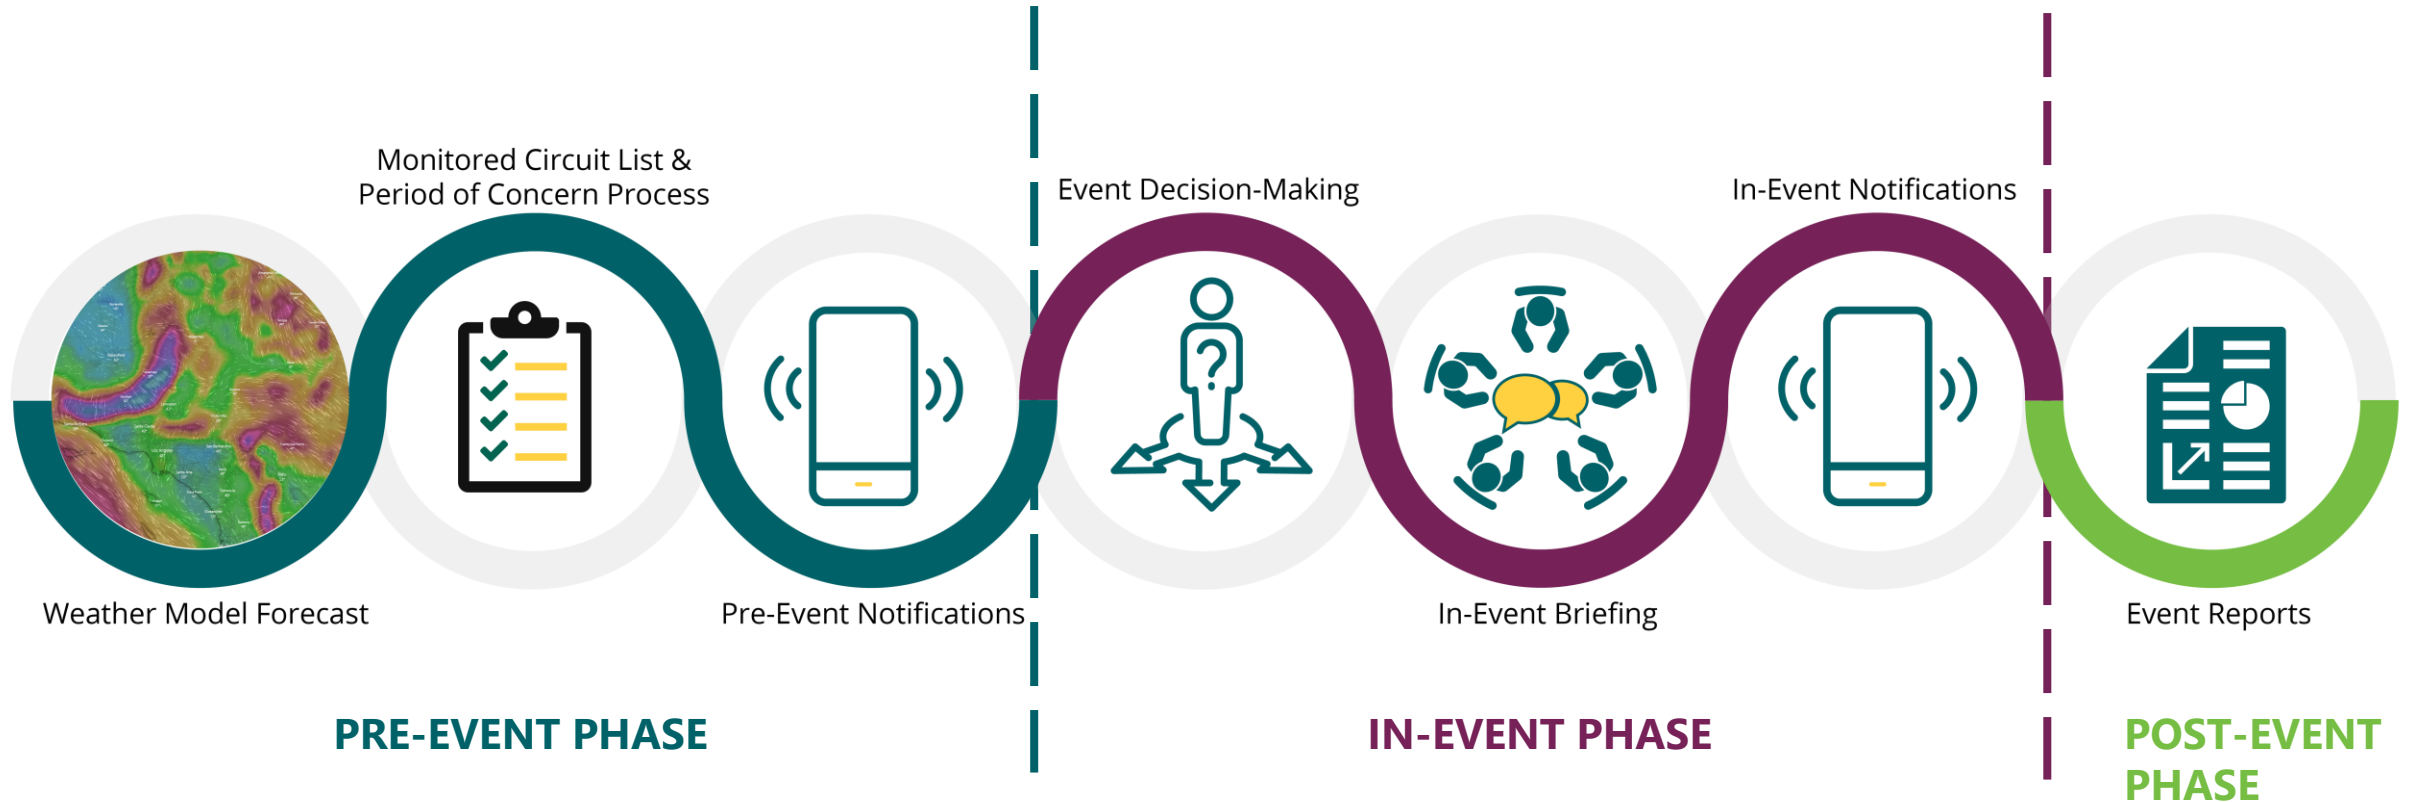 Monitored Circuit List &
Period of Concern Process
Event Decision-Making
In-Event Notifications
?
Weather Model Forecast
Pre-Event Notifications
In-Event Briefing
Event Reports
PRE-EVENT PHASE
IN-EVENT PHASE
POST-EVENT
PHASE